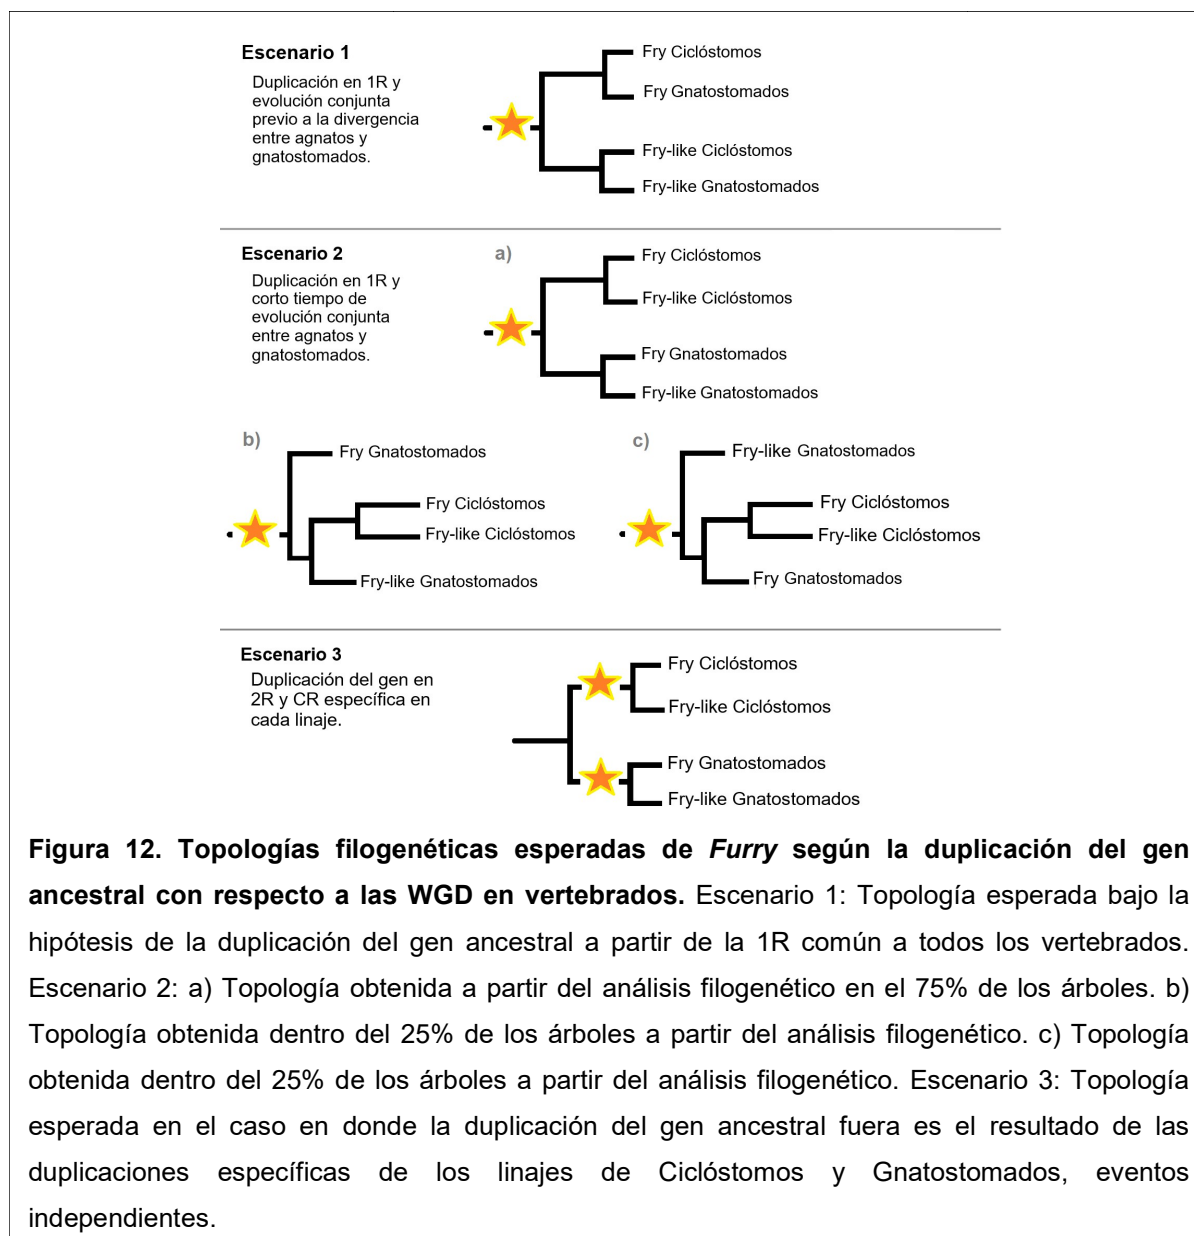 Escenario 1
Duplicación en 1R y
evolución conjunta
previo a la divergencia
entre agnatos y
gnatostomados.
Fry Ciclóstomos
Fry Gnatostomados
Fry-like Ciclóstomos
Fry-like Gnatostomados
Escenario 2
Duplicación en 1R y
corto tiempo de
evolución conjunta
entre agnatos y
gnatostomados.
a)
Fry Ciclóstomos
Fry-like Ciclóstomos
Fry Gnatostomados
Fry-like Gnatostomados
b)
Fry Gnatostomados
Fry Ciclóstomos
Fry-like Ciclóstomos
Fry-like Gnatostomados
c)
Fry-like Gnatostomados
Fry Ciclóstomos
Fry-like Ciclóstomos
Fry Gnatostomados
Escenario 3
Duplicación del gen en
2R y CR específica en
cada linaje.
Fry Ciclóstomos
Fry-like Ciclóstomos
Fry Gnatostomados
Fry-like Gnatostomados
Figura 12. Topologías filogenéticas esperadas de Furry según la duplicación del gen
ancestral con respecto a las WGD en vertebrados. Escenario 1: Topología esperada bajo la
hipótesis de la duplicación del gen ancestral a partir de la 1R común a todos los vertebrados.
Escenario 2: a) Topología obtenida a partir del análisis filogenético en el 75% de los árboles. b)
Topología obtenida dentro del 25% de los árboles a partir del análisis filogenético. c) Topología
obtenida dentro del 25% de los árboles a partir del análisis filogenético. Escenario 3: Topología
esperada en el caso en donde la duplicación del gen ancestral fuera es el resultado de las
duplicaciones específicas de los linajes de Ciclóstomos y Gnatostomados, eventos
independientes.